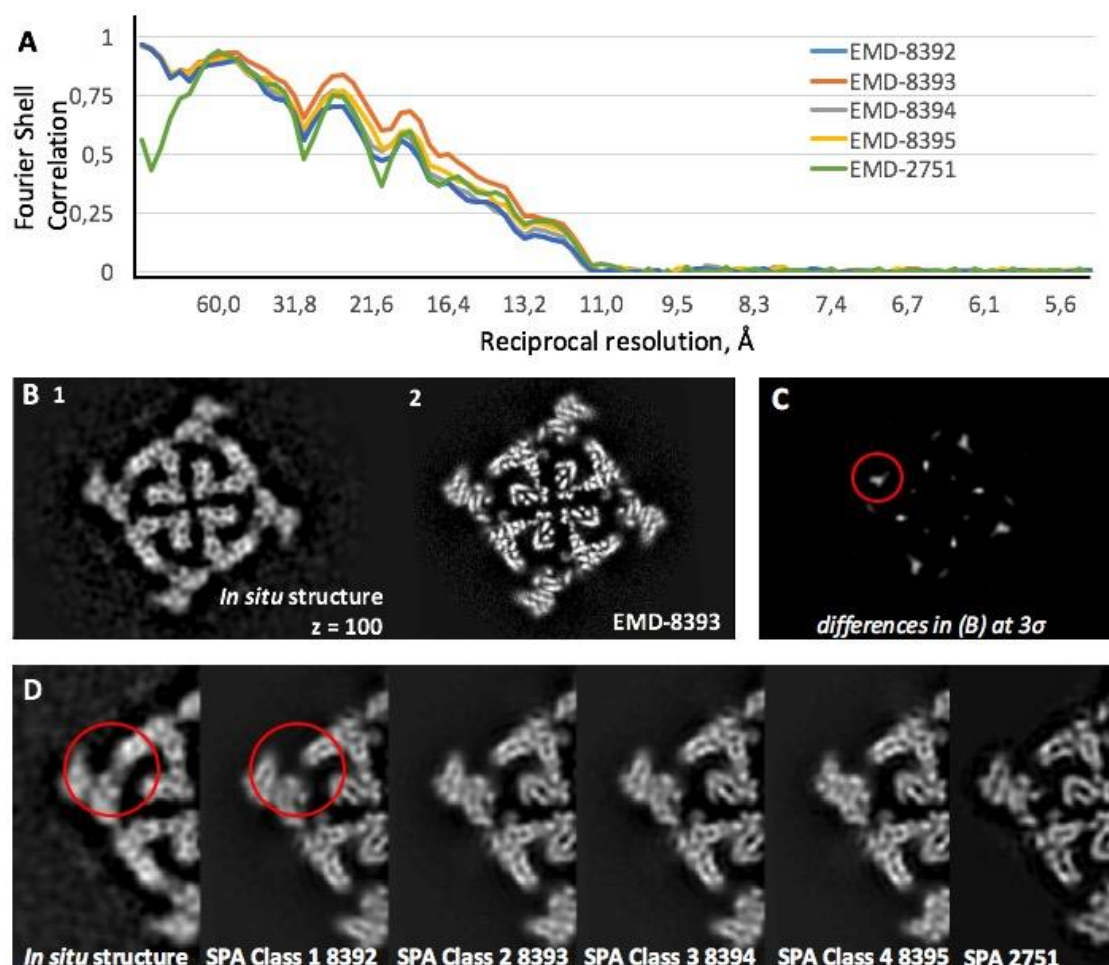 A
Fourier Shell
Correlation
1
0,75
0,5
0,25
0
EMD-8392
EMD-8393
EMD-8394
EMD-8395
EMD-2751
60,0 31,8 21,6 16,4 13,2 11,0 9,5 8,3 7,4 6,7 6,1 5,6
Reciprocal resolution, Å
B 1
In situ structure
z = 100
2
EMD-8393
C
differences in (B) at 3σ
D
In situ structure SPA Class 1 8392 SPA Class 2 8393 SPA Class 3 8394 SPA Class 4 8395 SPA 2751